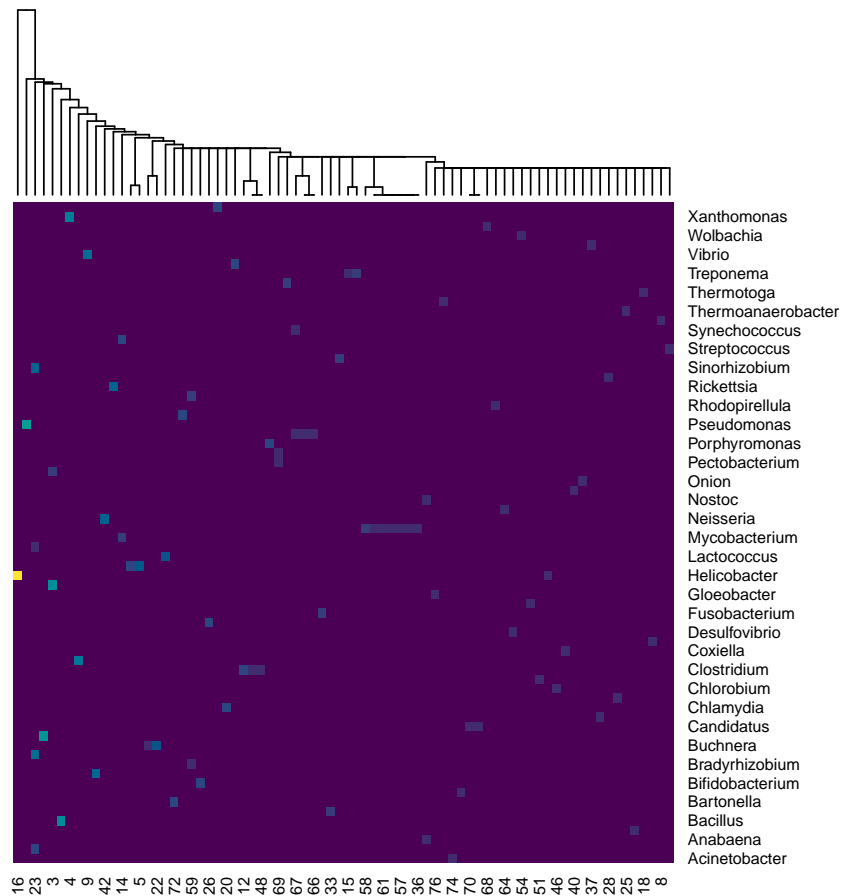 Xanthomonas
Wolbachia
Vibrio
Treponema
Thermotoga
Thermoanaerobacter
Synechococcus
Streptococcus
Sinorhizobium
Rickettsia
Rhodopirellula
Pseudomonas
Porphyromonas
Pectobacterium
Onion
Nostoc
Neisseria
Mycobacterium
Lactococcus
Helicobacter
Gloeobacter
Fusobacterium
Desulfovibrio
Coxiella
Clostridium
Chlorobium
Chlamydia
Candidatus
Buchnera
Bradyrhizobium
Bifidobacterium
Bartonella
Bacillus
Anabaena
Acinetobacter
16 23 3 4 9 42 14 5 22 72 59 26 20 12 48 69 67 66 33 15 58 61 57 36 76 74 70 68 64 54 51 46 40 37 28 25 18 8